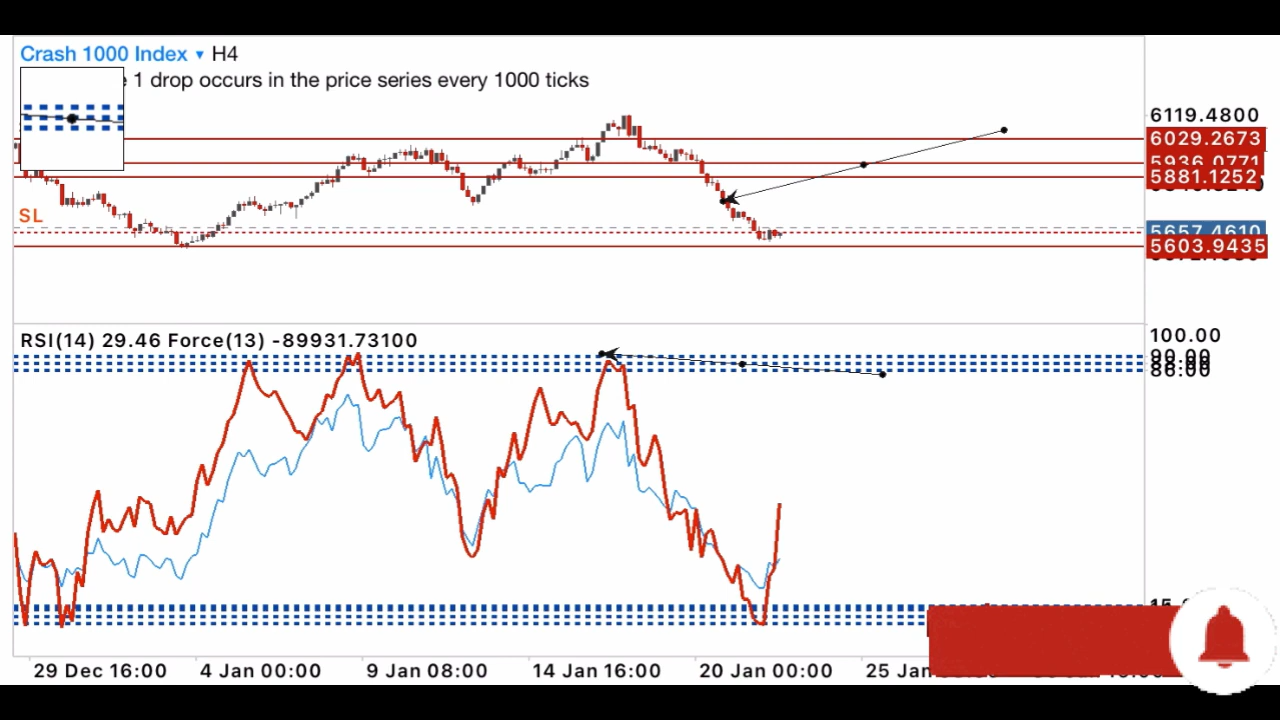 Crash 1000 Index ▾ H4
1 drop occurs in the price series every 1000 ticks
6119.4800
6029.2673
5936.0771
5881.1252
SL
5657.4610
5603.9435
RSI(14) 29.46 Force(13) -89931.73100
100.00
90.00
86.00
29 Dec 16:00 4 Jan 00:00 9 Jan 08:00 14 Jan 16:00 20 Jan 00:00